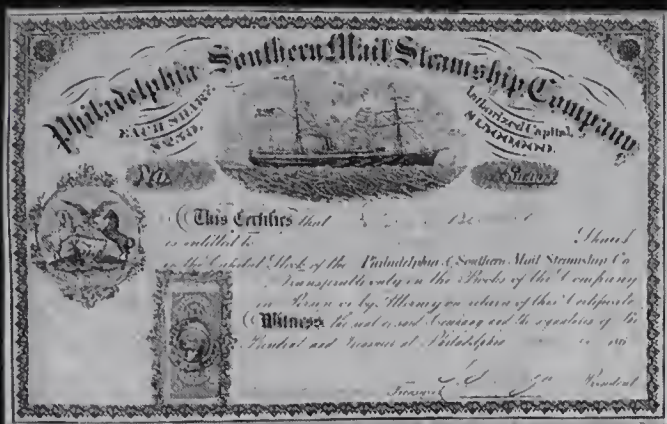 Philadelphia Southern Mail Steamship Company
EACH SHARE
$250.
Authorized Capital,
$1,500,000.
No.
Shares
This Certifies that
is entitled to Shares
in the Capital Stock of the Philadelphia & Southern Mail Steamship Co.
Transferable only on the Books of the Company
in Person or by Attorney on return of this Certificate
Witness the seal of said Company and the signatures of the
President and Treasurer at Philadelphia
Treasurer President